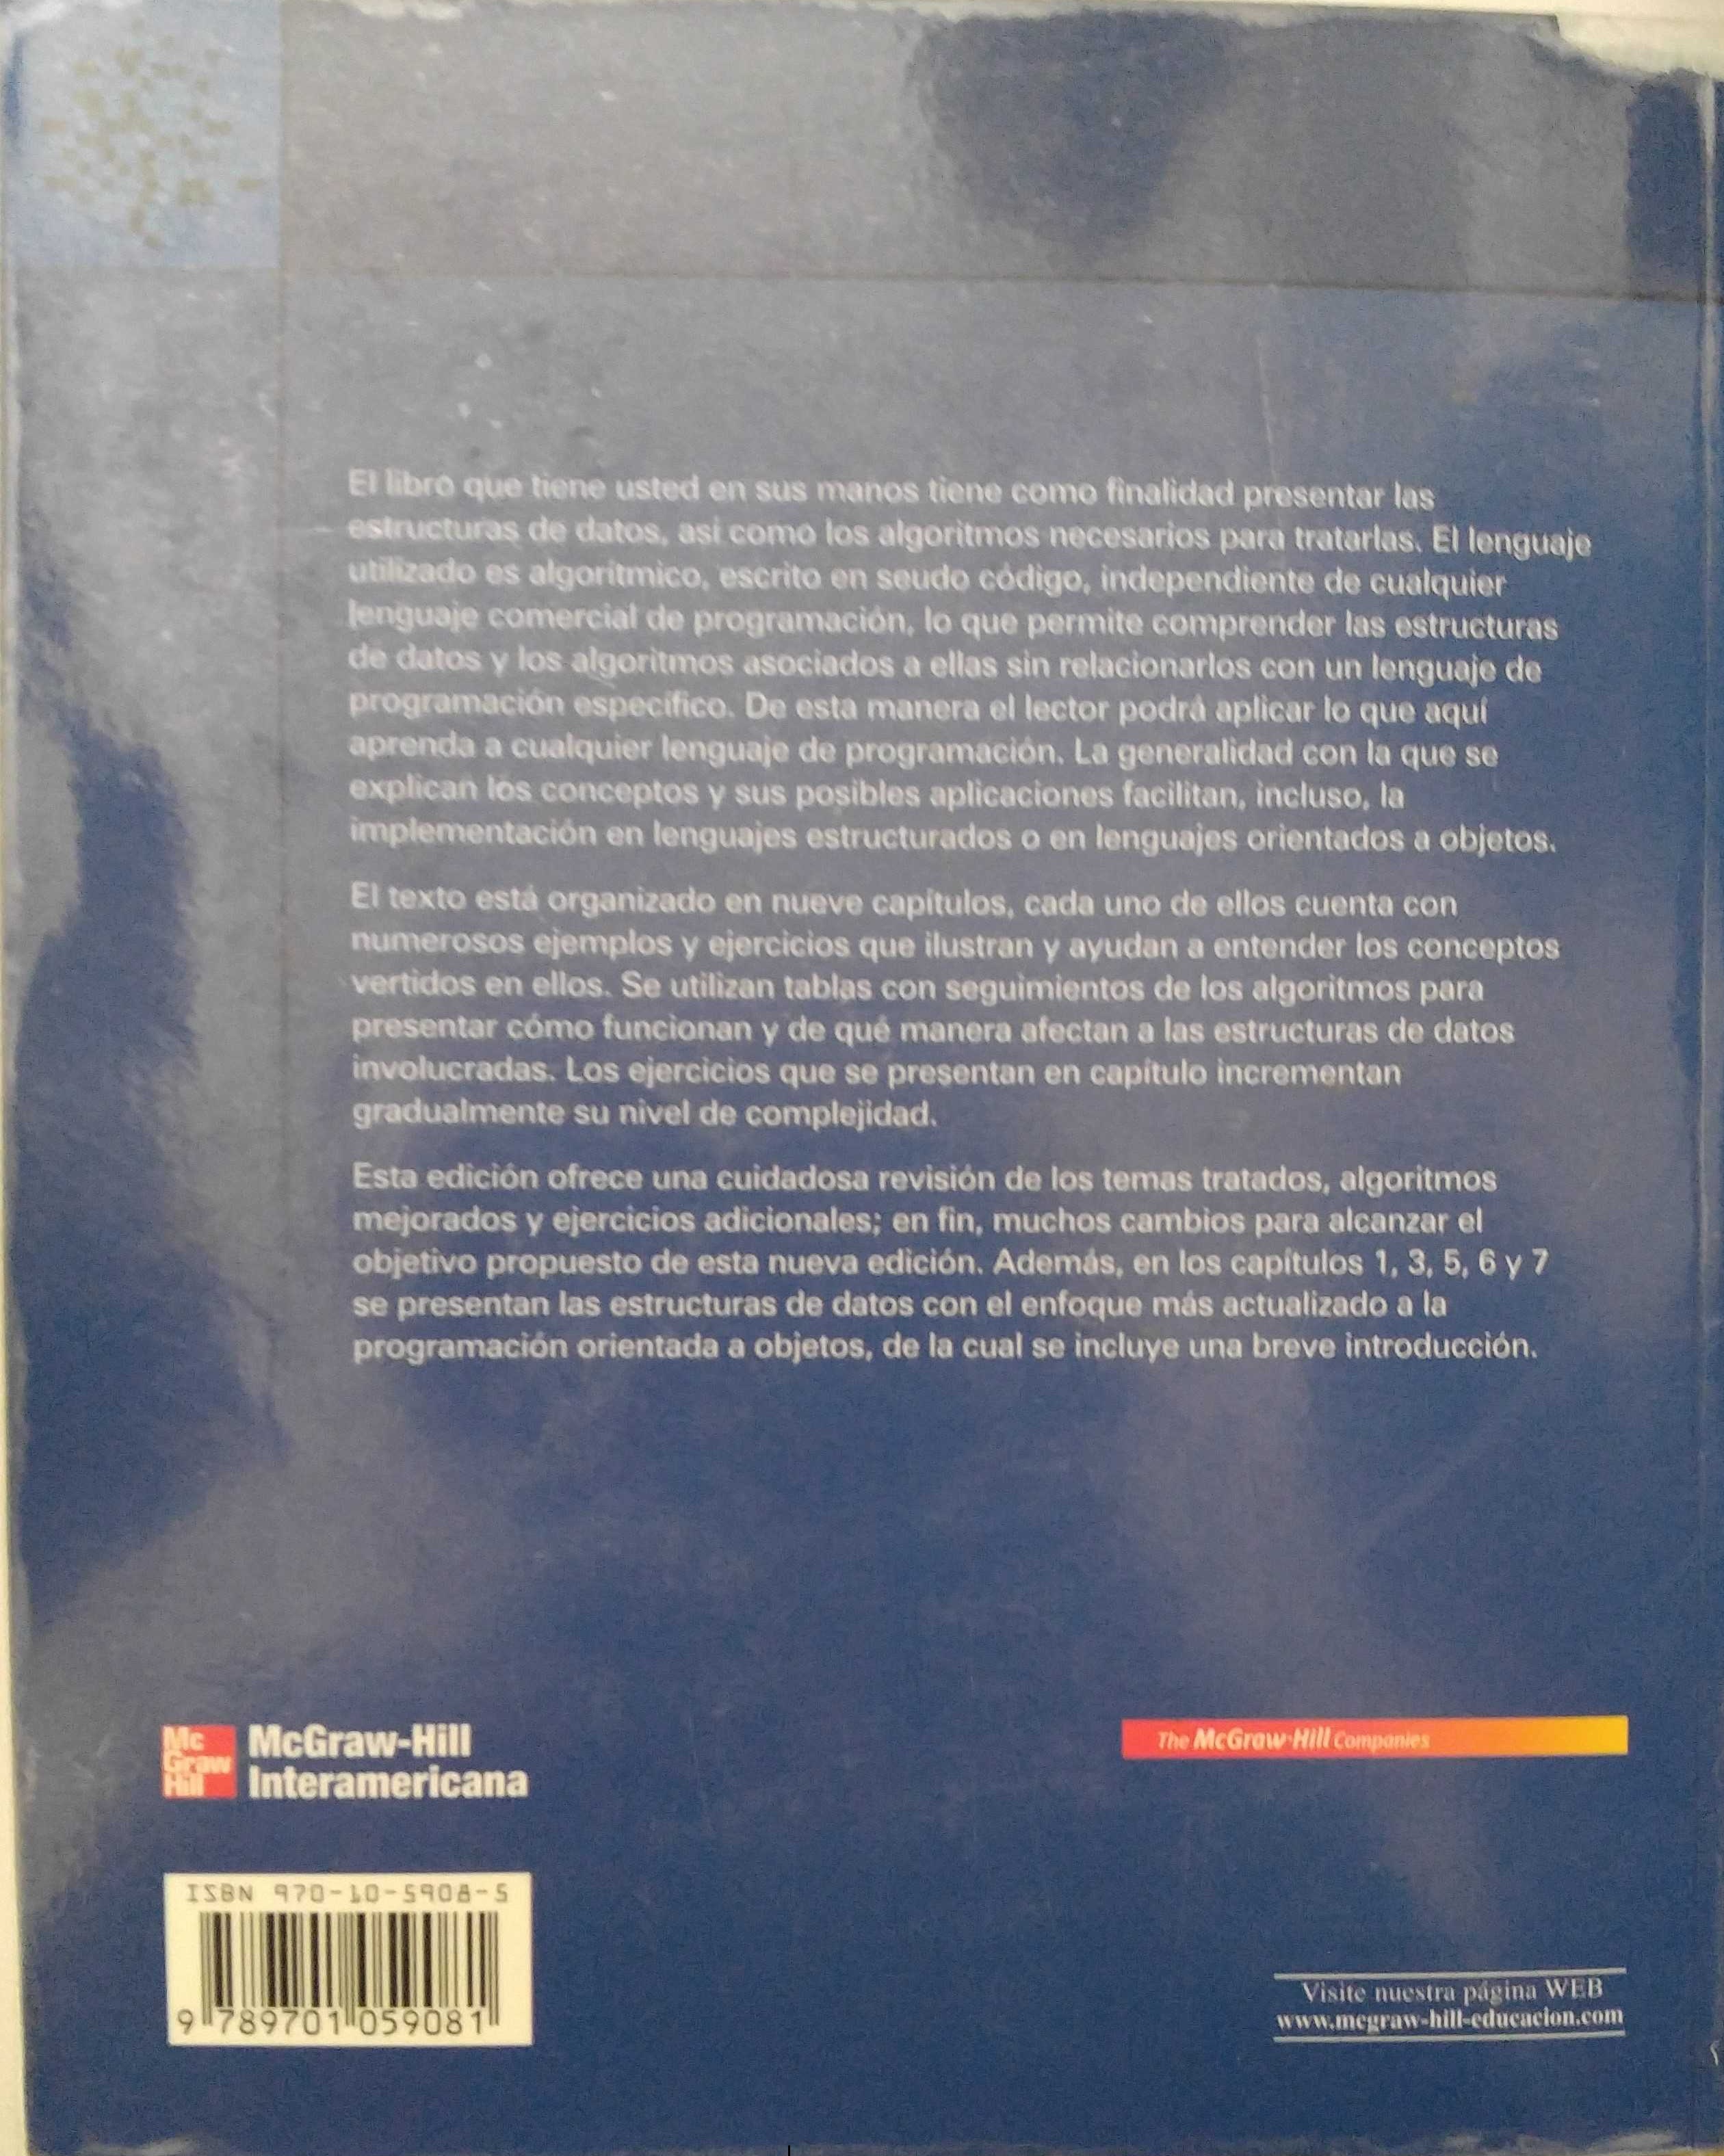 El libro que tiene usted en sus manos tiene como finalidad presentar las
estructuras de datos, así como los algoritmos necesarios para tratarlas. El lenguaje
utilizado es algorítmico, escrito en seudo código, independiente de cualquier
lenguaje comercial de programación, lo que permite comprender las estructuras
de datos y los algoritmos asociados a ellas sin relacionarlos con un lenguaje de
programación específico. De esta manera el lector podrá aplicar lo que aquí
aprenda a cualquier lenguaje de programación. La generalidad con la que se
explican los conceptos y sus posibles aplicaciones facilitan, incluso, la
implementación en lenguajes estructurados o en lenguajes orientados a objetos.
El texto está organizado en nueve capítulos, cada uno de ellos cuenta con
numerosos ejemplos y ejercicios que ilustran y ayudan a entender los conceptos
vertidos en ellos. Se utilizan tablas con seguimientos de los algoritmos para
presentar cómo funcionan y de qué manera afectan a las estructuras de datos
involucradas. Los ejercicios que se presentan en capítulo incrementan
gradualmente su nivel de complejidad.
Esta edición ofrece una cuidadosa revisión de los temas tratados, algoritmos
mejorados y ejercicios adicionales; en fin, muchos cambios para alcanzar el
objetivo propuesto de esta nueva edición. Además, en los capítulos 1, 3, 5, 6 y 7
se presentan las estructuras de datos con el enfoque más actualizado a la
programación orientada a objetos, de la cual se incluye una breve introducción.
Mc
Graw
Hill
McGraw-Hill
Interamericana
The McGraw·Hill Companies
ISBN 970-10-5908-5
9 789701 059081
Visite nuestra página WEB
www.mcgraw-hill-educacion.com